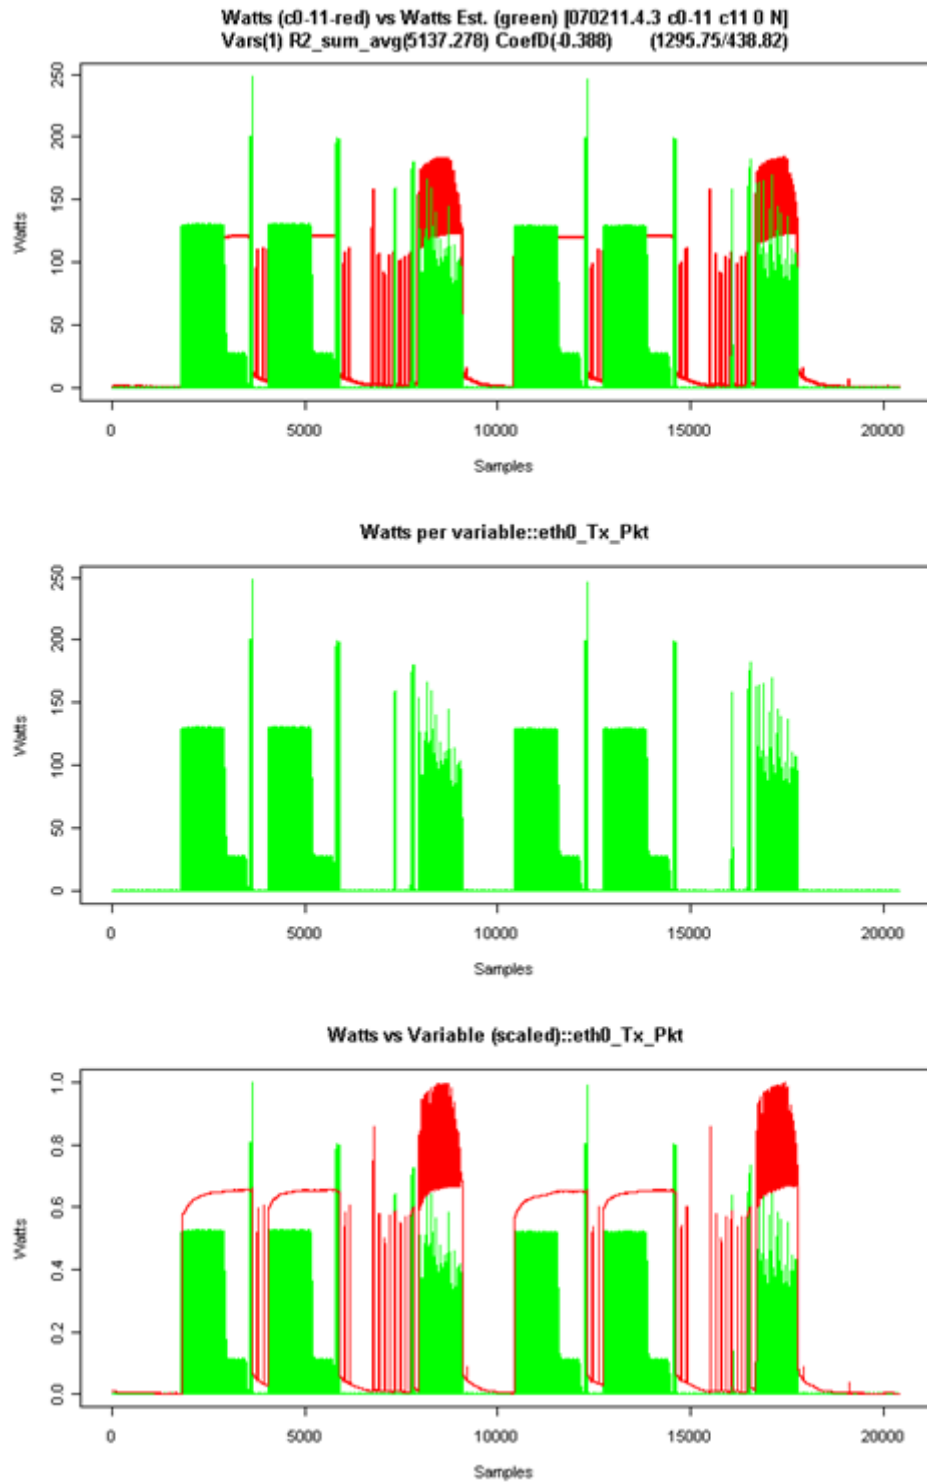 Watts (c0-11-red) vs Watts Est. (green) [070211.4.3 c0-11 c11 0 N]
Vars(1) R2_sum_avg(5137.278) CoefD(-0.388) (1295.75/438.82)
250
200
150
100
50
0
Watts
0 5000 10000 15000 20000
Samples
Watts per variable::eth0_Tx_Pkt
250
200
150
100
50
0
Watts
0 5000 10000 15000 20000
Samples
Watts vs Variable (scaled)::eth0_Tx_Pkt
1.0
0.8
0.6
0.4
0.2
0.0
Watts
0 5000 10000 15000 20000
Samples